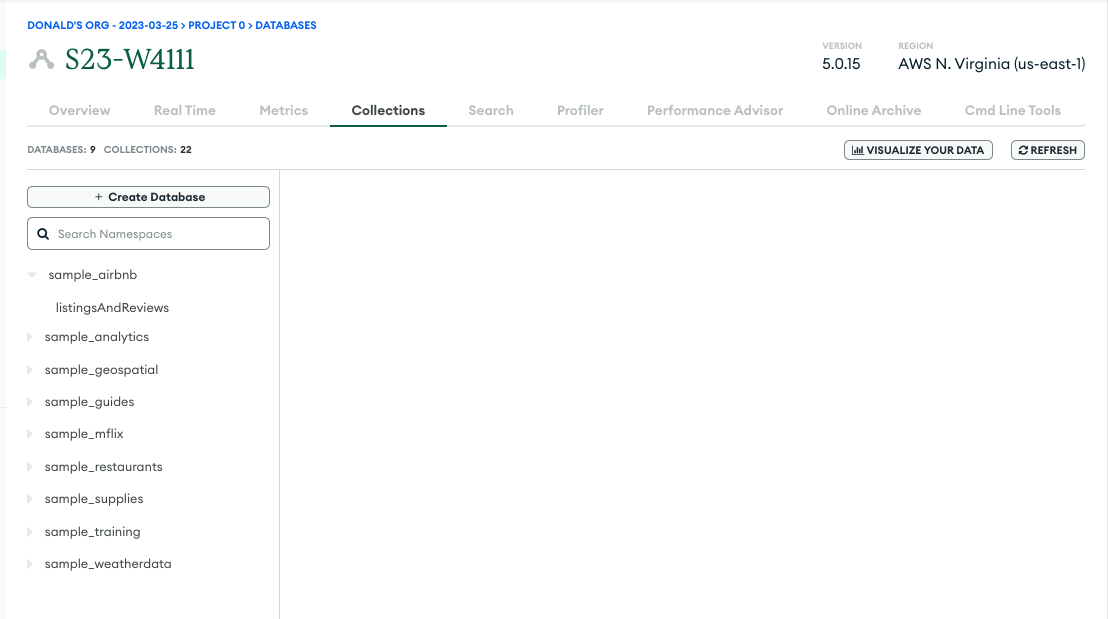 DONALD'S ORG - 2023-03-25 > PROJECT 0 > DATABASES
S23-W4111
VERSION
5.0.15
REGION
AWS N. Virginia (us-east-1)
Overview Real Time Metrics Collections Search Profiler Performance Advisor Online Archive Cmd Line Tools
DATABASES: 9 COLLECTIONS: 22
VISUALIZE YOUR DATA REFRESH
+ Create Database
Search Namespaces
sample_airbnb
listingsAndReviews
sample_analytics
sample_geospatial
sample_guides
sample_mflix
sample_restaurants
sample_supplies
sample_training
sample_weatherdata